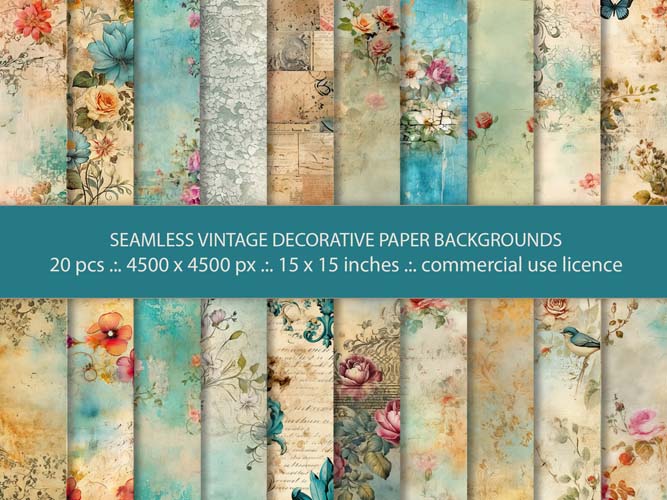 SEAMLESS VINTAGE DECORATIVE PAPER BACKGROUNDS
20 pcs .:. 4500 x 4500 px .:. 15 x 15 inches .:. commercial use licence